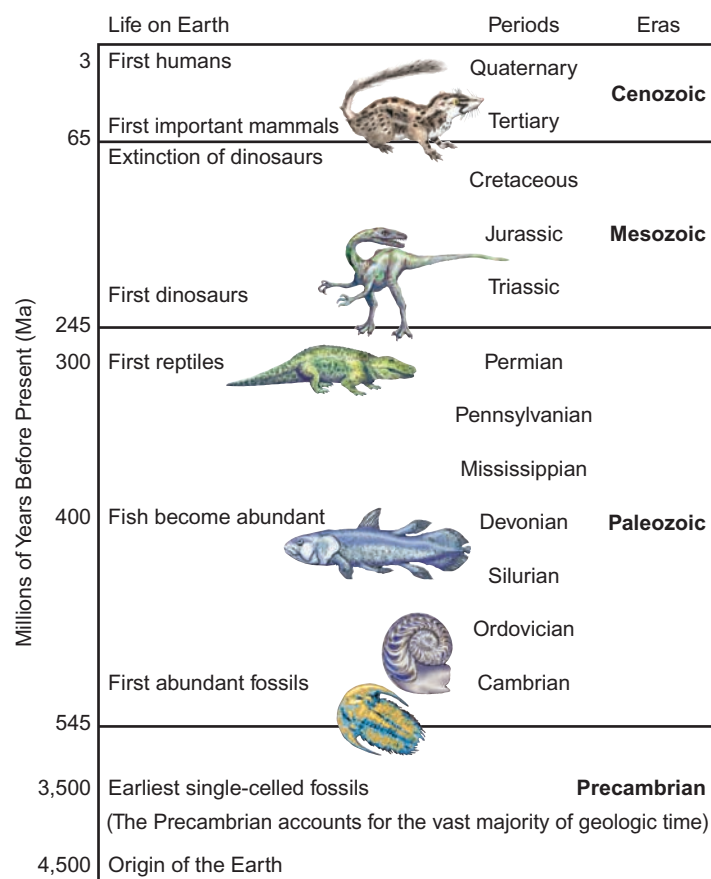 Life on Earth Periods Eras
3 First humans Quaternary
Cenozoic
First important mammals Tertiary
65
Extinction of dinosaurs
Cretaceous
Jurassic Mesozoic
First dinosaurs Triassic
245
300 First reptiles Permian
Pennsylvanian
Mississippian
400 Fish become abundant Devonian Paleozoic
Silurian
Ordovician
First abundant fossils Cambrian
545
3,500 Earliest single-celled fossils Precambrian
(The Precambrian accounts for the vast majority of geologic time)
4,500 Origin of the Earth
Millions of Years Before Present (Ma)